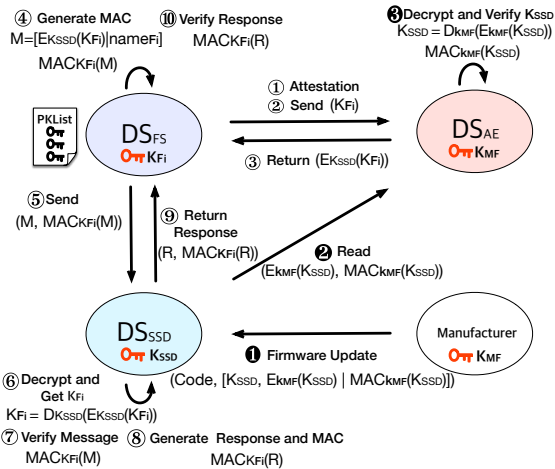 ④ Generate MAC
M=[EKSSD(KFi)|nameFi]
MACKFi(M)
⑩ Verify Response
MACKFi(R)
❸Decrypt and Verify KSSD
KSSD = DKMF(EKMF(KSSD))
MACKMF(KSSD)
PKList
DSFS
KFi
① Attestation
② Send (KFi)
③ Return (EKSSD(KFi))
DSAE
KMF
⑤Send
(M, MACKFi(M))
⑨ Return
Response
(R, MACKFi(R))
❷ Read
(EKMF(KSSD), MACKMF(KSSD))
DSSSD
KSSD
Manufacturer
KMF
❶ Firmware Update
(Code, [KSSD, EKMF(KSSD) | MACKMF(KSSD)])
⑥ Decrypt and
Get KFi
KFi = DKSSD(EKSSD(KFi))
⑦ Verify Message
MACKFi(M)
⑧ Generate Response and MAC
MACKFi(R)